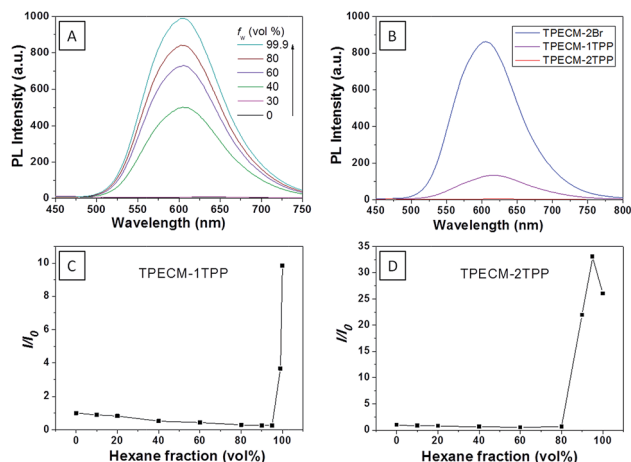 A
PL Intensity (a.u.)
1000
800
600
400
200
0
450 500 550 600 650 700 750
Wavelength (nm)
fw (vol %)
99.9
80
60
40
30
0
B
PL Intensity (a.u.)
1000
800
600
400
200
0
450 500 550 600 650 700 750 800
Wavelength (nm)
TPECM-2Br
TPECM-1TPP
TPECM-2TPP
C
TPECM-1TPP
I/I0
10
8
6
4
2
0
0 20 40 60 80 100
Hexane fraction (vol%)
D
TPECM-2TPP
I/I0
35
30
25
20
15
10
5
0
0 20 40 60 80 100
Hexane fraction (vol%)